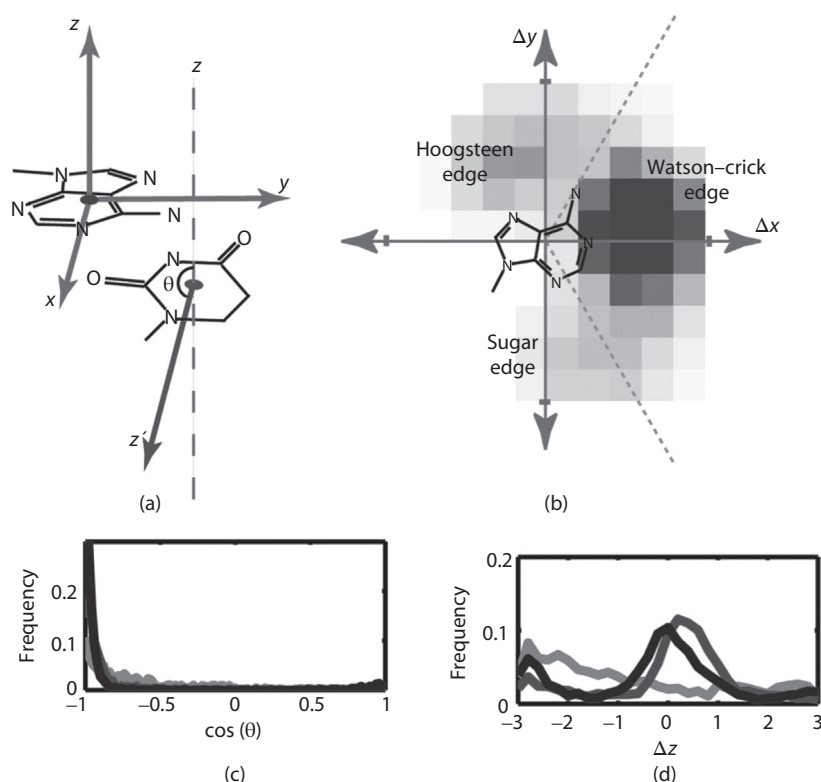 z
z
N
N
N
N
N
y
x
O
N
O
θ
N
z′
(a)
Δy
Hoogsteen
edge
Watson–crick
edge
N
N
N
N
N
Δx
Sugar
edge
(b)
Frequency
0.2
0.1
0
−1
−0.5
0
0.5
1
cos (θ)
(c)
Frequency
0.2
0.1
0
−3
−2
−1
0
1
2
3
Δz
(d)